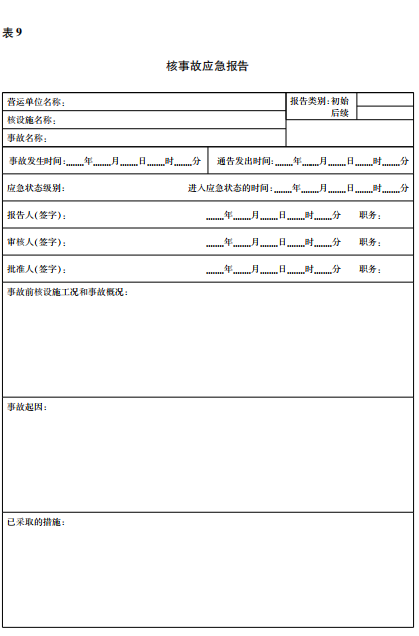 表9
核事故应急报告
营运单位名称：
报告类别：初始
后续
核设施名称：
事故名称：
事故发生时间：……年……月……日……时……分
通告发出时间：……年……月……日……时……分
应急状态级别：
进入应急状态的时间：……年……月……日……时……分
报告人（签字）：
……年……月……日……时……分
职务：
审核人（签字）：
……年……月……日……时……分
职务：
批准人（签字）：
……年……月……日……时……分
职务：
事故前核设施工况和事故概况：
事故起因：
已采取的措施：